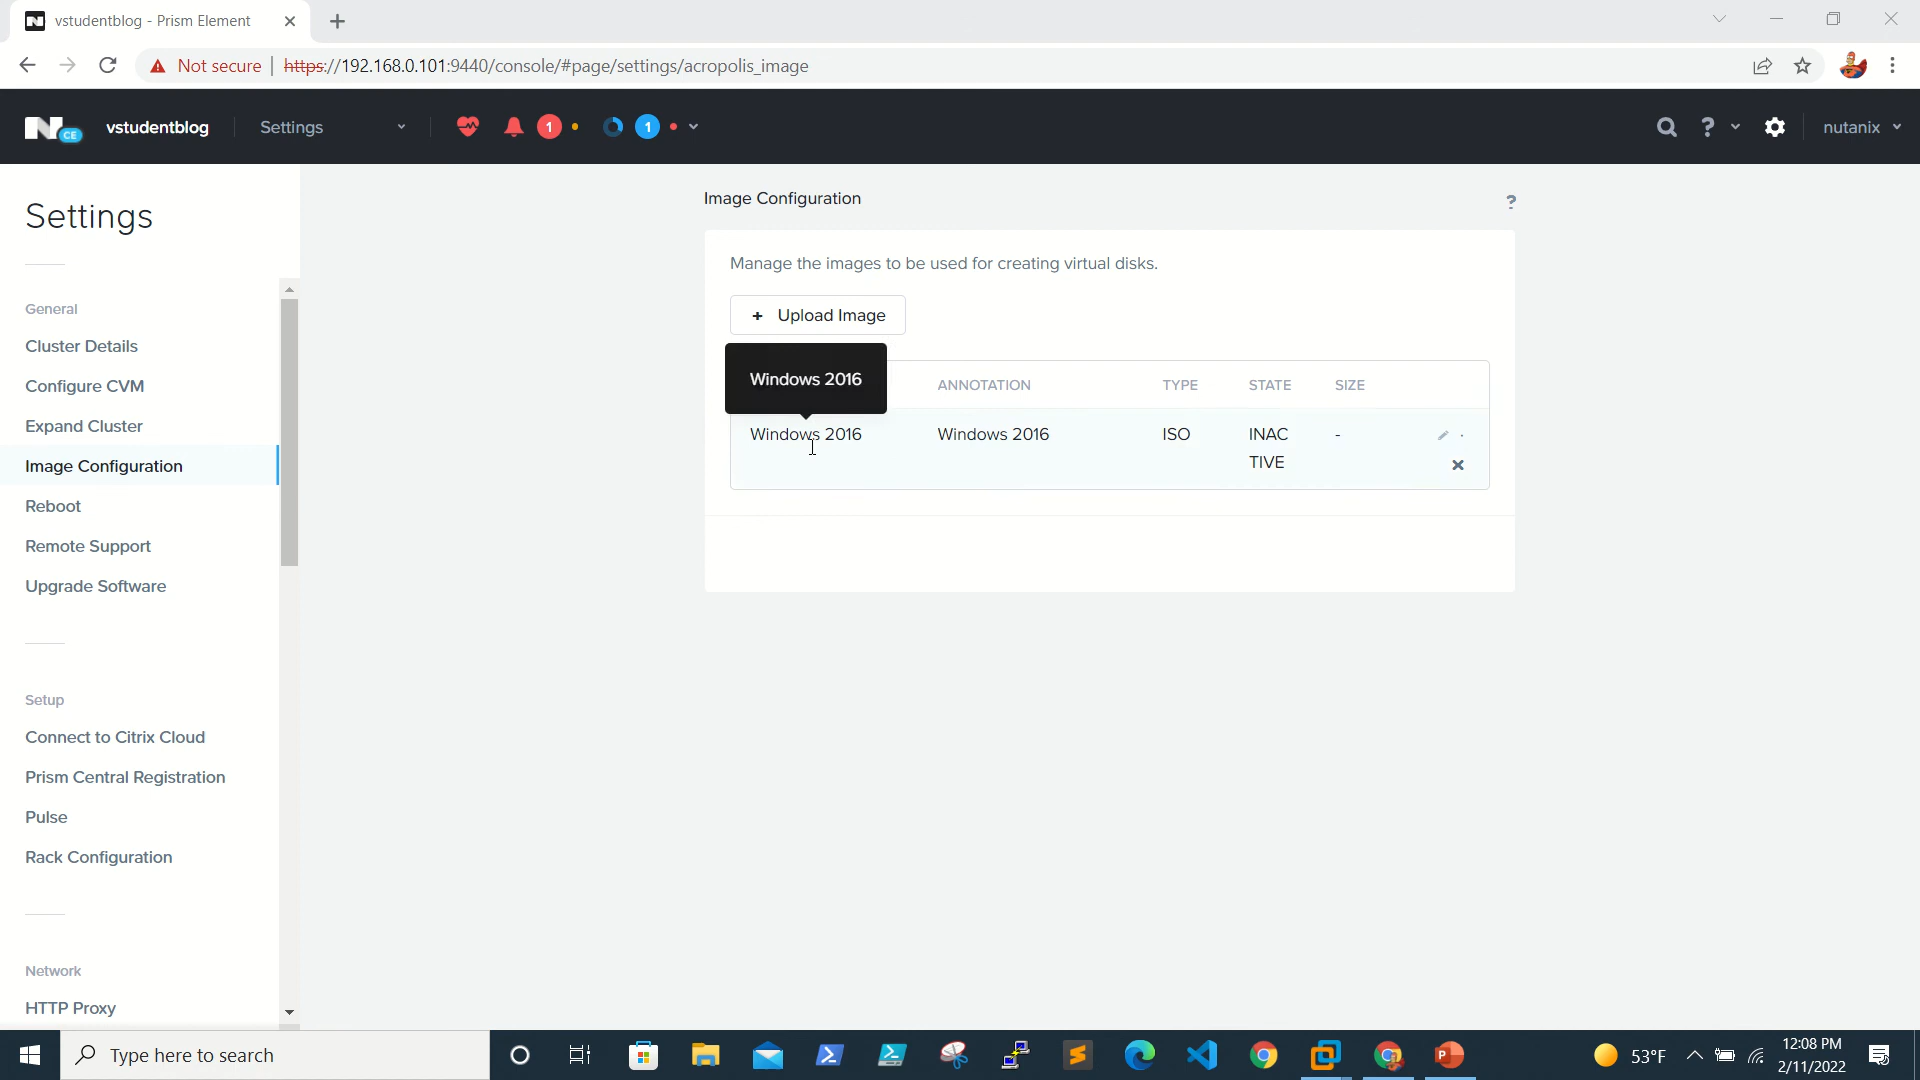 vstudentblog - Prism Element
Not secure
https://192.168.0.101:9440/console/#page/settings/acropolis_image
N CE
vstudentblog
Settings
1
1
?
nutanix
Settings
General
Cluster Details
Configure CVM
Expand Cluster
Image Configuration
Reboot
Remote Support
Upgrade Software
Setup
Connect to Citrix Cloud
Prism Central Registration
Pulse
Rack Configuration
Network
HTTP Proxy
Image Configuration
?
Manage the images to be used for creating virtual disks.
+ Upload Image
Windows 2016
ANNOTATION TYPE STATE SIZE
Windows 2016 Windows 2016 ISO INAC -
TIVE
Type here to search
53°F
12:08 PM
2/11/2022